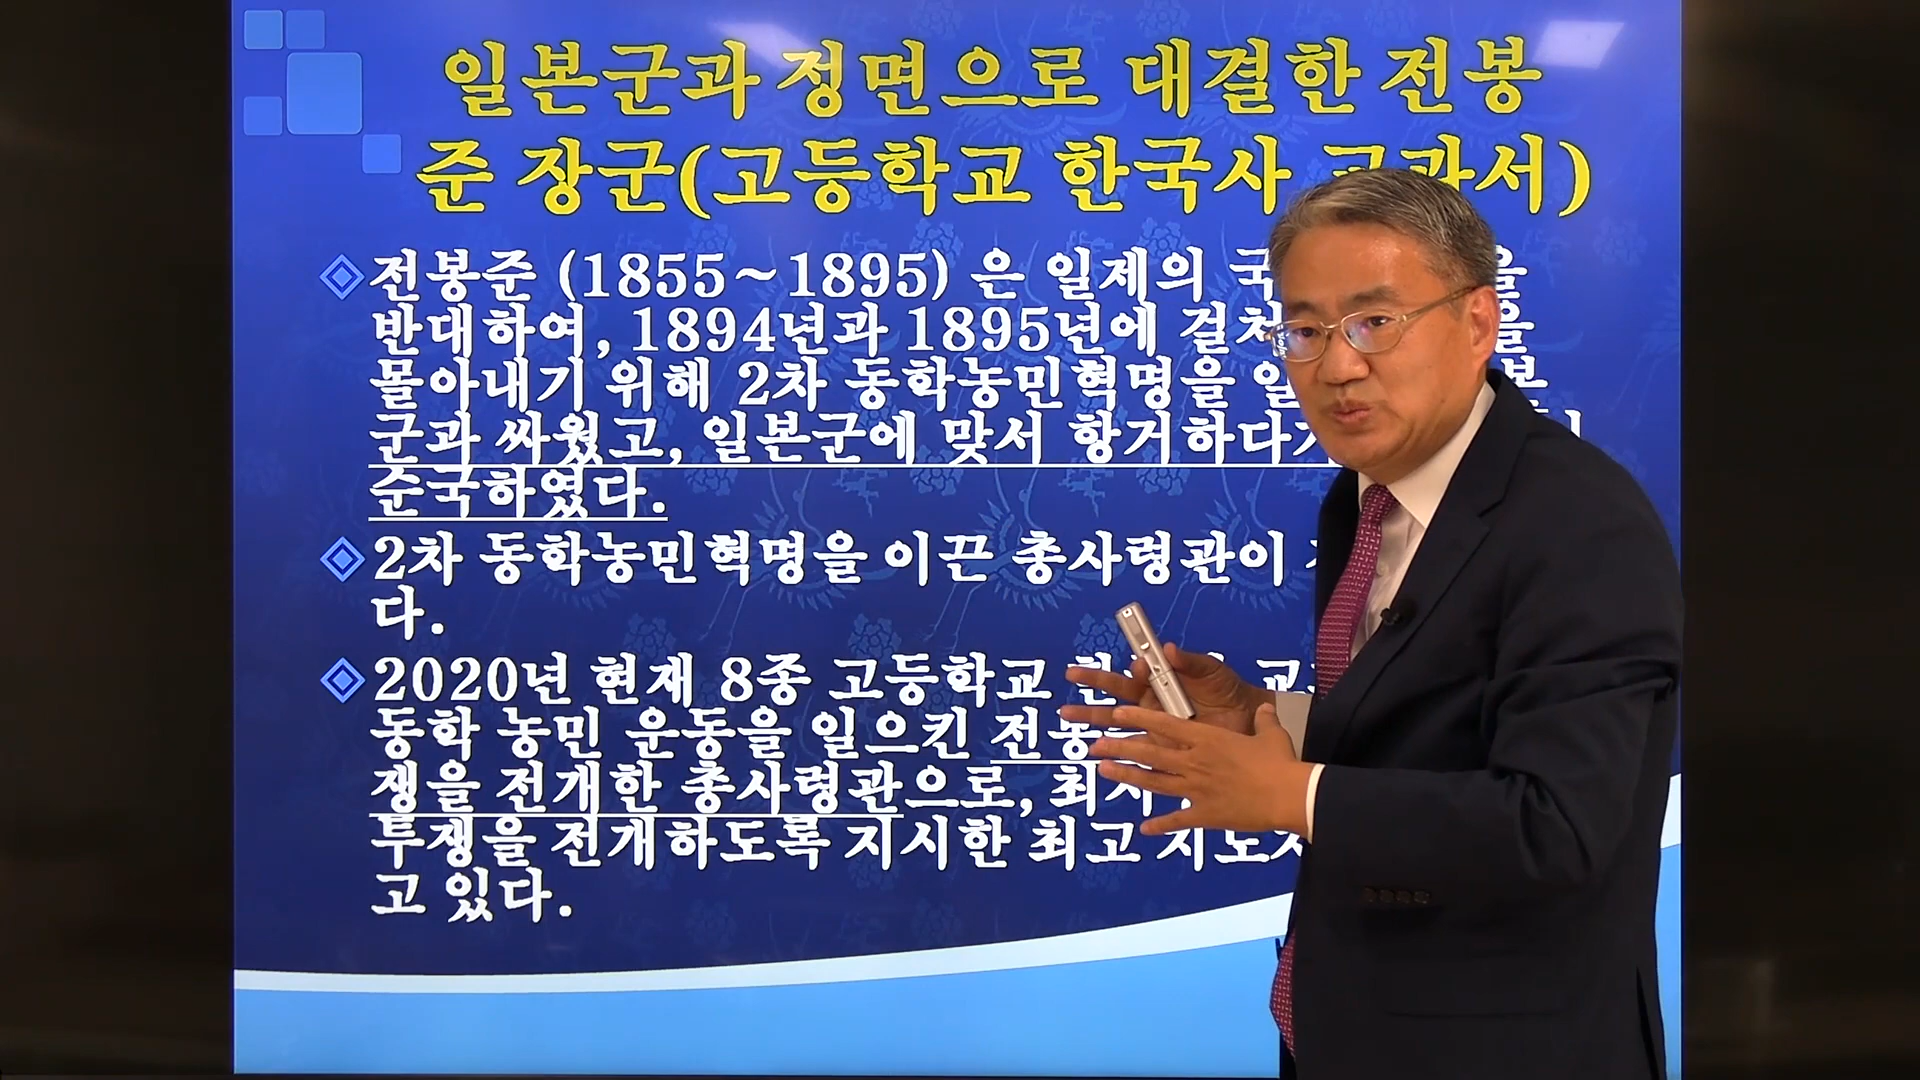 일본군과 정면으로 대결한 전봉
준 장군(고등학교 한국사 교과서)
전봉준 (1855~1895) 은 일제의
반대하여, 1894년과 1895년에
몰아내기 위해 2차 동학농민혁명을
군과 싸웠고, 일본군에 맞서 항거하다가
순국하였다.
2차 동학농민혁명을 이끈 총사령관이
다.
2020년 현재 8종 고등학교
동학 농민 운동을 일으킨
쟁을 전개한 총사령관으로,
투쟁을 전개하도록 지시한 최고
고 있다.